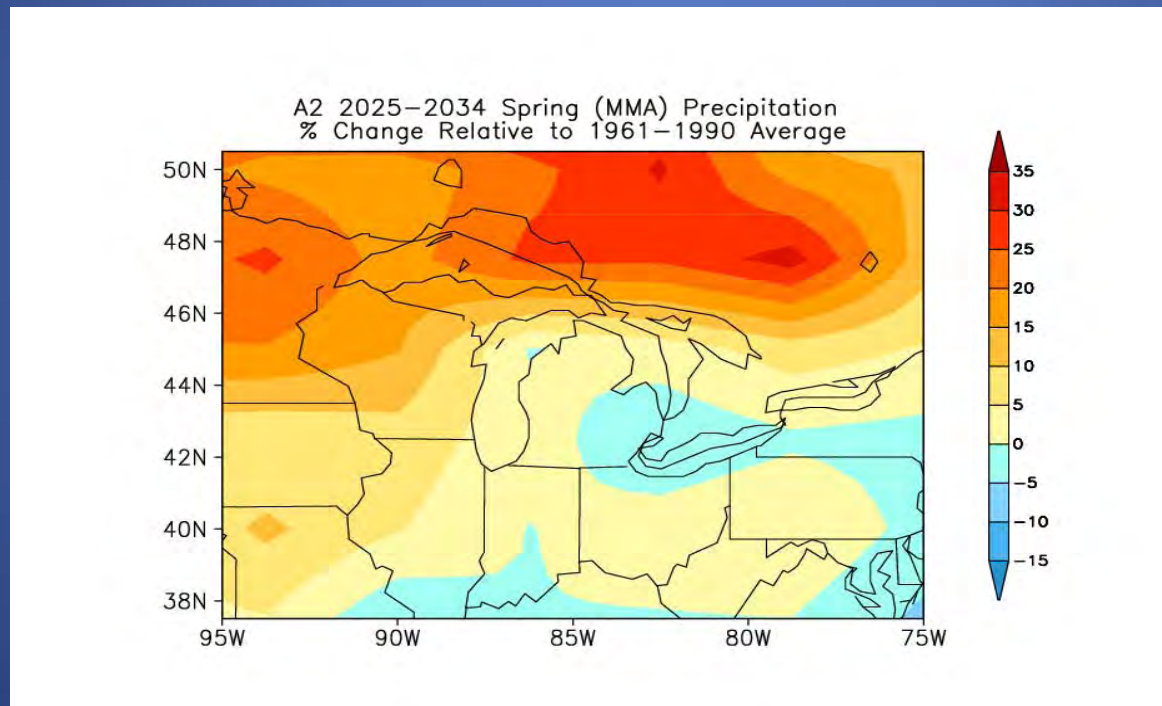 A2 2025–2034 Spring (MMA) Precipitation
% Change Relative to 1961–1990 Average
50N
48N
46N
44N
42N
40N
38N
95W
90W
85W
80W
75W
35
30
25
20
15
10
5
0
−5
−10
−15